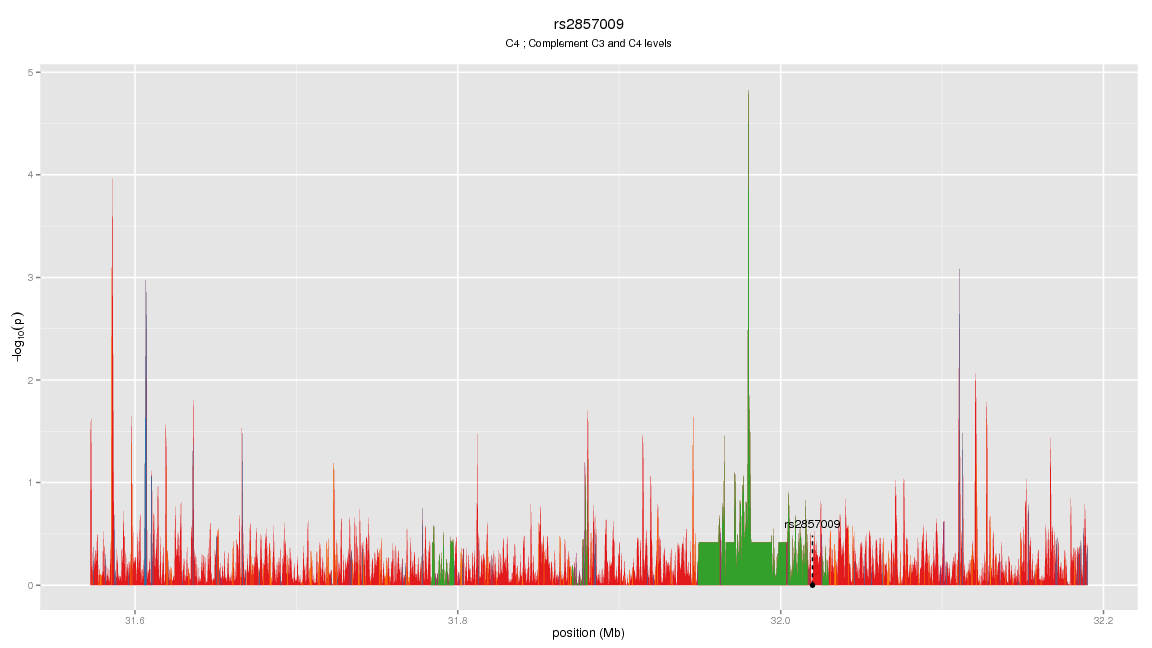 rs2857009
C4 ; Complement C3 and C4 levels
5
4
3
2
1
0
−log10(p)
rs2857009
31.6
31.8
32.0
32.2
position (Mb)